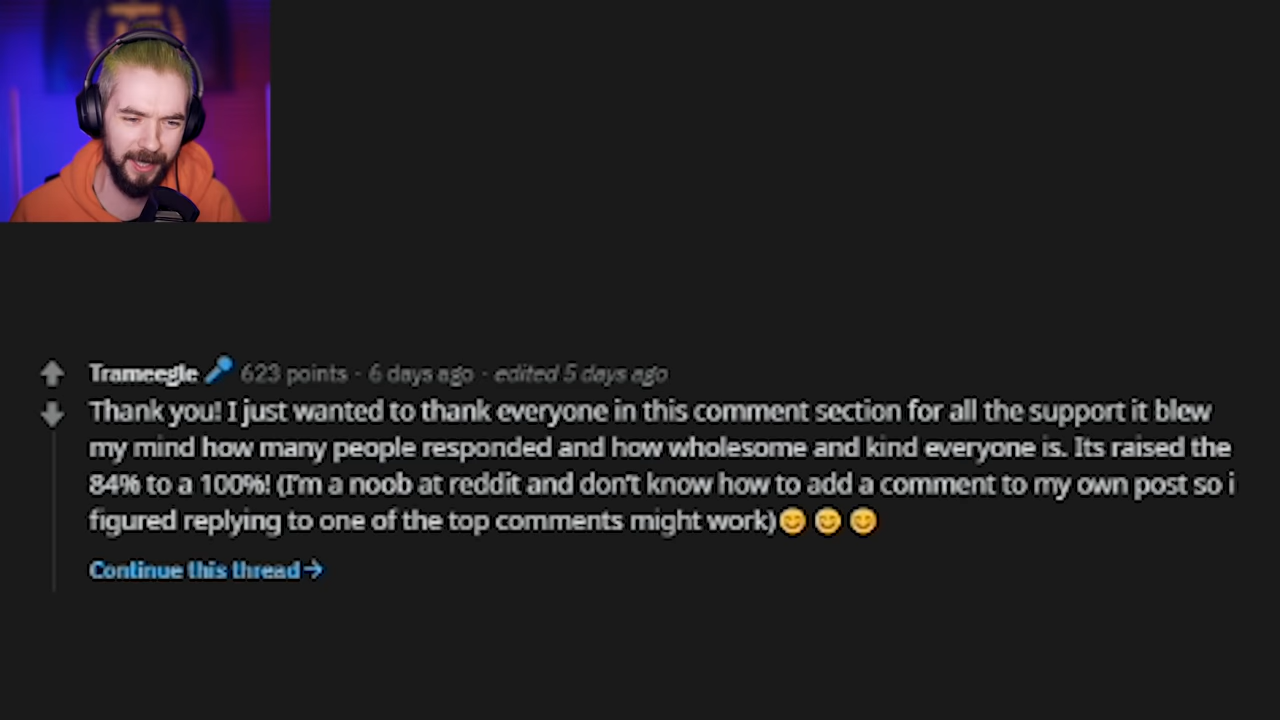 Trameegle 623 points · 6 days ago · edited 5 days ago
Thank you! I just wanted to thank everyone in this comment section for all the support it blew
my mind how many people responded and how wholesome and kind everyone is. Its raised the
84% to a 100%! (I'm a noob at reddit and don't know how to add a comment to my own post so i
figured replying to one of the top comments might work)😊 😊 😊
Continue this thread→